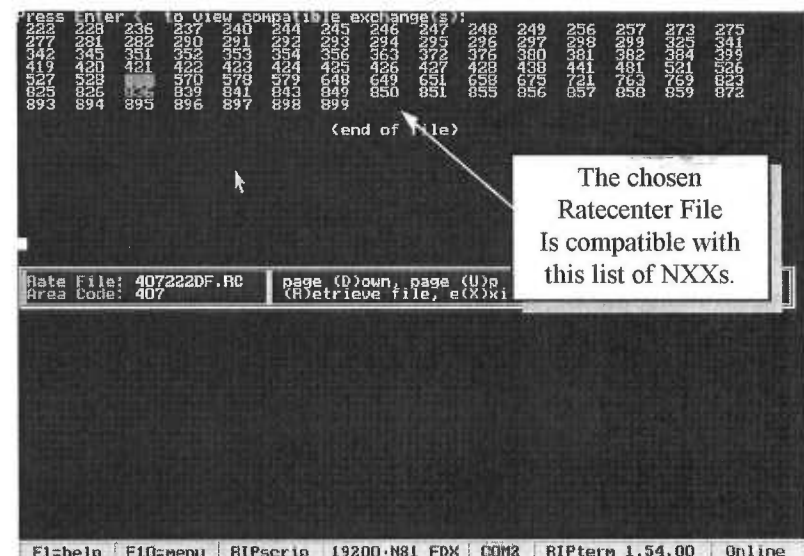 Press Enter to view compatible exchange(s):
222 228 236 237 240 244 245 246 247 248 249 256 257 273 275
277 281 282 290 291 292 293 294 295 296 297 298 299 325 341
342 345 351 352 353 354 356 363 372 376 380 381 382 384 399
419 420 421 422 423 424 425 426 427 428 438 441 481 521 526
527 528 570 578 579 648 649 651 658 675 721 763 769 823
825 826 839 841 843 849 850 851 855 856 857 858 859 872
893 894 895 896 897 898 899
(end of file)
The chosen
Ratecenter File
Is compatible with
this list of NXXs.
Rate File: 407222DF.RC page (D)own, page (U)p
Area Code: 407 (R)etrieve file, e(X)xi
F1=help F10=menu RIPscrip 19200·N81 FDX COM2 RIPterm 1.54.00 Online